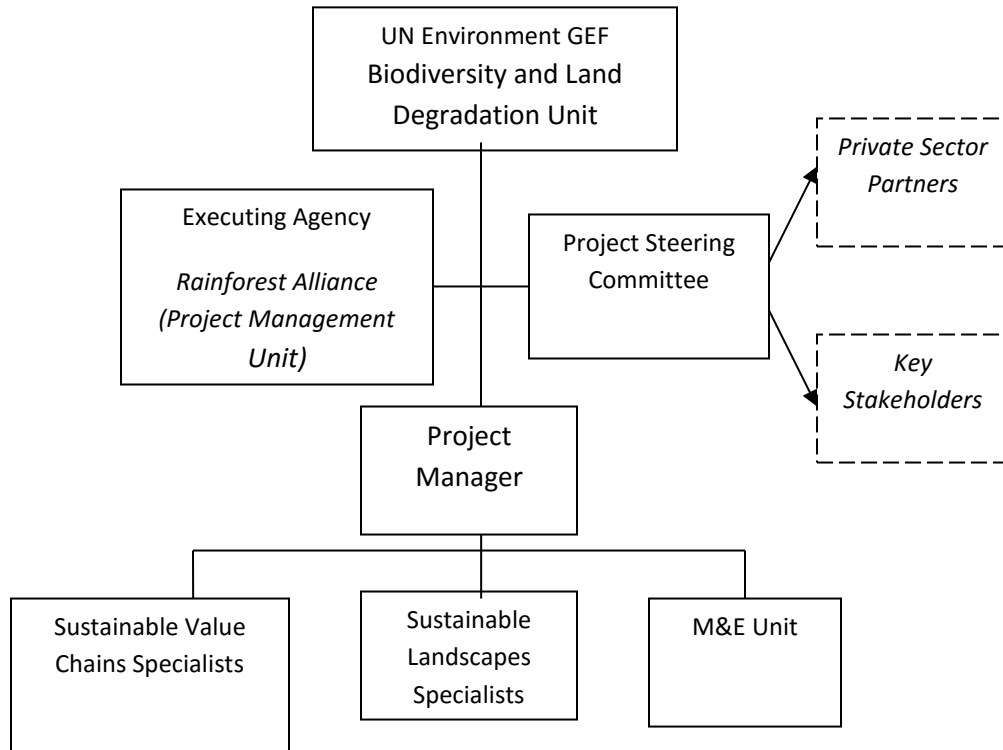 UN Environment GEF
Biodiversity and Land
Degradation Unit
Private Sector
Partners
Executing Agency
Rainforest Alliance
(Project Management
Unit)
Project Steering
Committee
Key
Stakeholders
Project
Manager
Sustainable Value
Chains Specialists
Sustainable
Landscapes
Specialists
M&E Unit